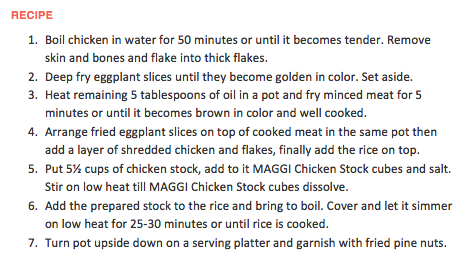 RECIPE
1. Boil chicken in water for 50 minutes or until it becomes tender. Remove
skin and bones and flake into thick flakes.
2. Deep fry eggplant slices until they become golden in color. Set aside.
3. Heat remaining 5 tablespoons of oil in a pot and fry minced meat for 5
minutes or until it becomes brown in color and well cooked.
4. Arrange fried eggplant slices on top of cooked meat in the same pot then
add a layer of shredded chicken and flakes, finally add the rice on top.
5. Put 5½ cups of chicken stock, add to it MAGGI Chicken Stock cubes and salt.
Stir on low heat till MAGGI Chicken Stock cubes dissolve.
6. Add the prepared stock to the rice and bring to boil. Cover and let it simmer
on low heat for 25-30 minutes or until rice is cooked.
7. Turn pot upside down on a serving platter and garnish with fried pine nuts.